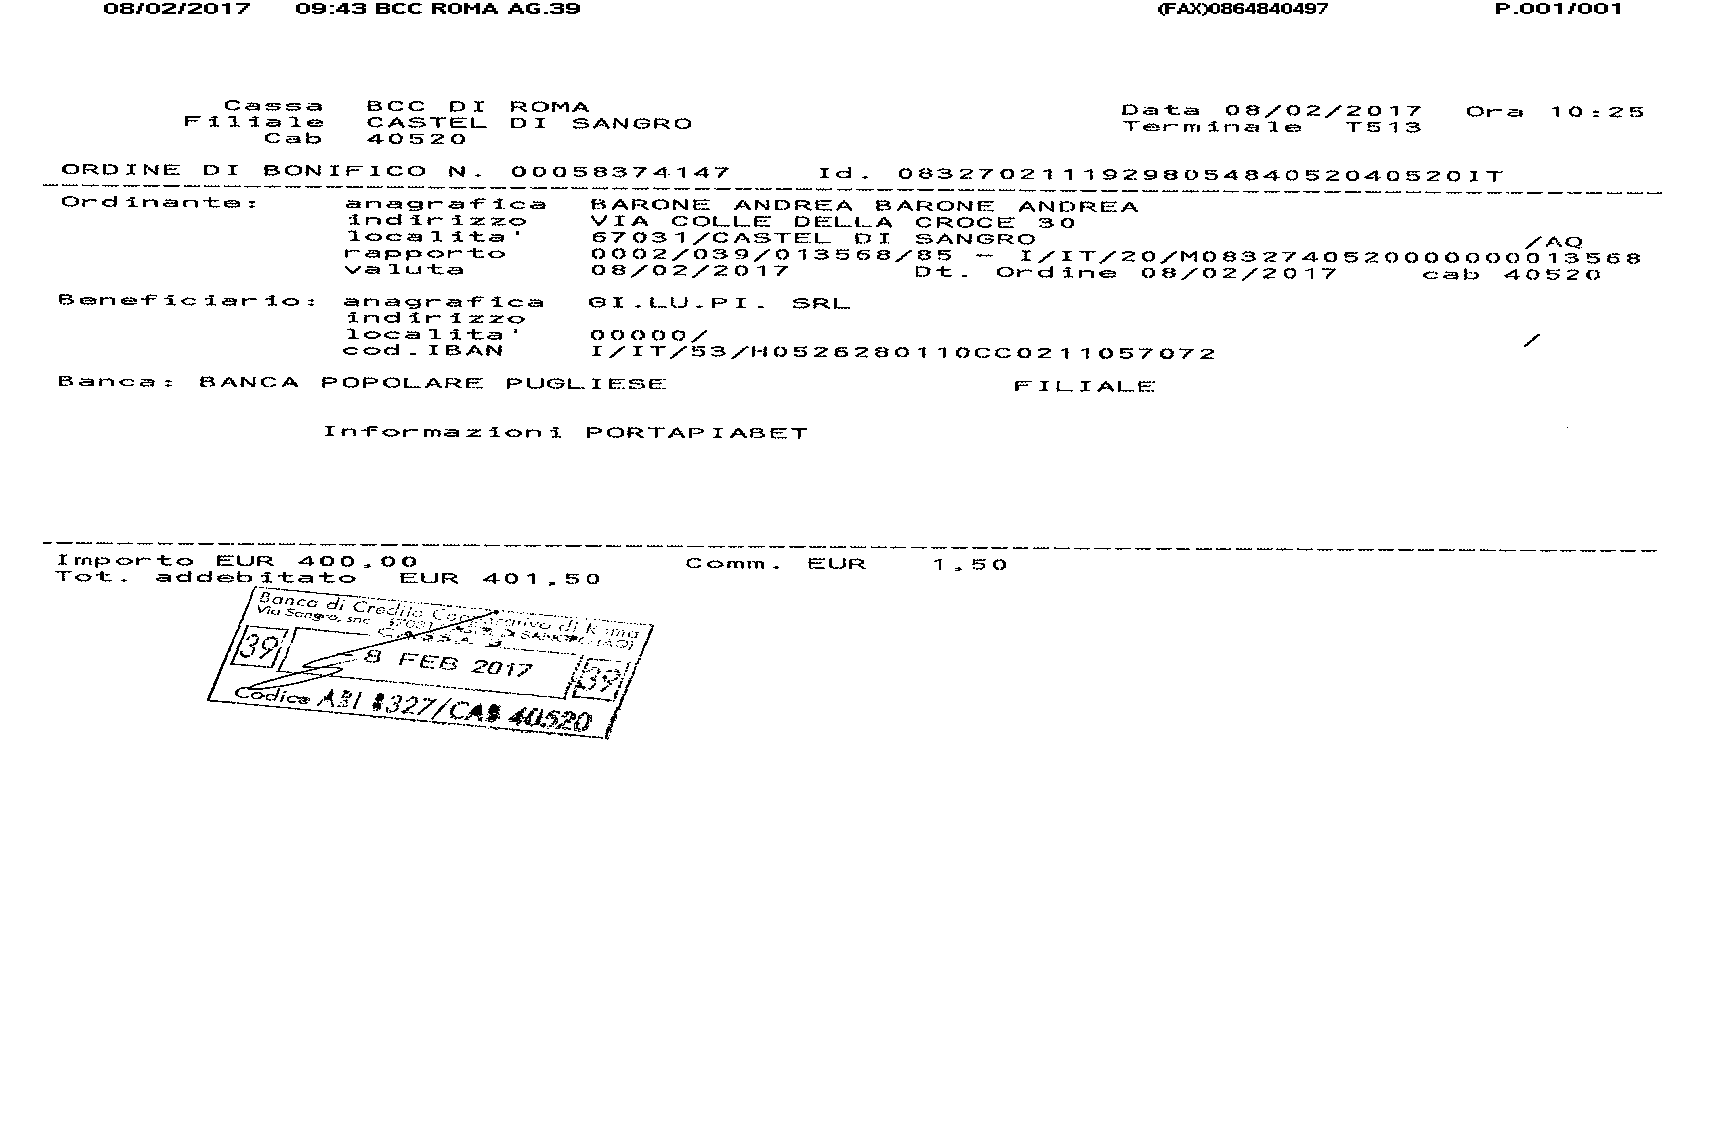 08/02/2017 09:43 BCC ROMA AG.39 (FAX)0864840497 P.001/001
Cassa BCC DI ROMA Data 08/02/2017 Ora 10:25
Filiale CASTEL DI SANGRO Terminale T513
Cab 40520
ORDINE DI BONIFICO N. 00058374147 Id. 0832702111929805484052040520IT
Ordinante: anagrafica BARONE ANDREA BARONE ANDREA
indirizzo VIA COLLE DELLA CROCE 30
localita' 67031/CASTEL DI SANGRO /AQ
rapporto 0002/039/013568/85 - I/IT/20/M0832740520000000013568
valuta 08/02/2017 Dt. Ordine 08/02/2017 cab 40520
Beneficiario: anagrafica GI.LU.PI. SRL
indirizzo
localita' 00000/ /
cod.IBAN I/IT/53/H0526280110CC0211057072
Banca: BANCA POPOLARE PUGLIESE FILIALE
Informazioni PORTAPIABET
Importo EUR 400,00 Comm. EUR 1,50
Tot. addebitato EUR 401,50
Banca di Credito Cooperativo di Roma
Via Sangro, snc 67031 DI SANGRO (AQ)
CASSA
39 8 FEB 2017 39
Codice ABI 8327/CAB 40520